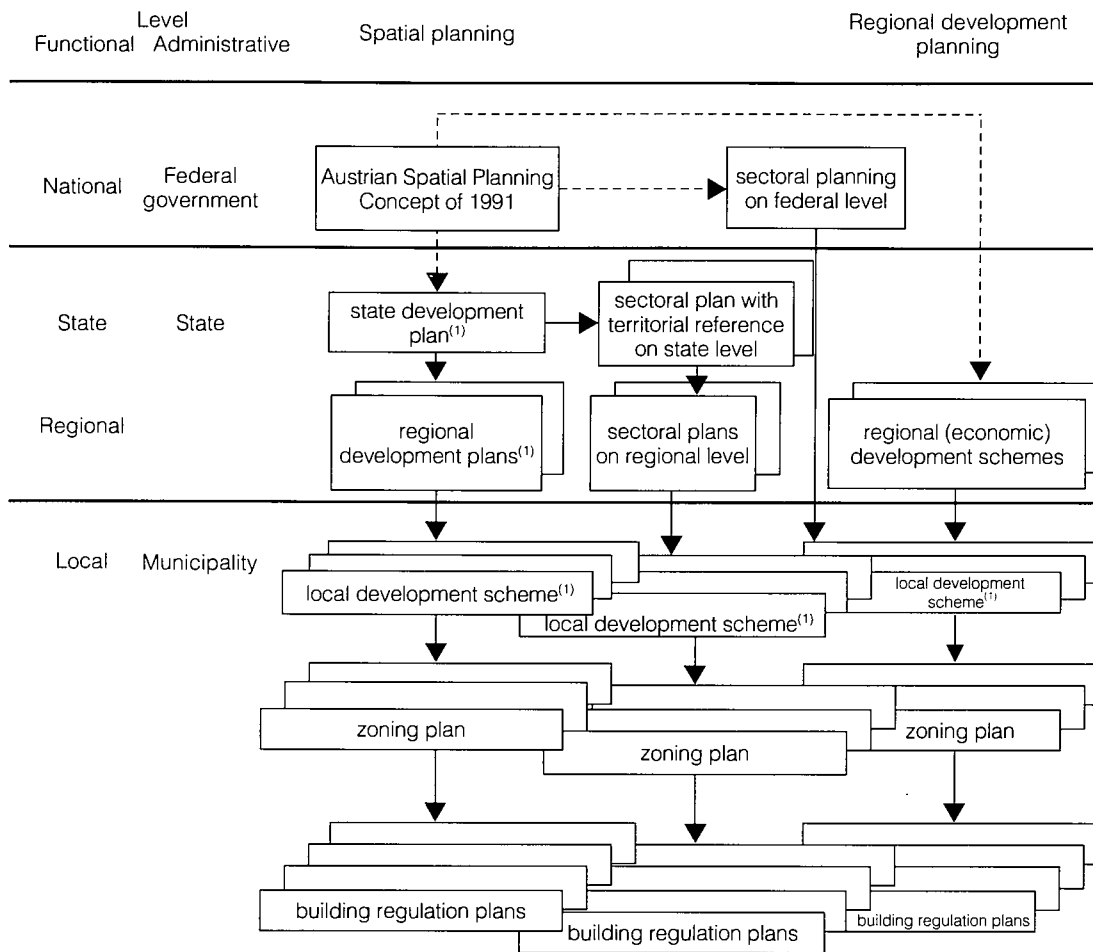 Level
Functional Administrative
Spatial planning
Regional development
planning
National
Federal
government
Austrian Spatial Planning
Concept of 1991
sectoral planning
on federal level
State
State
state development
plan(1)
sectoral plan with
territorial reference
on state level
Regional
regional
development plans(1)
sectoral plans
on regional level
regional (economic)
development schemes
Local
Municipality
local development scheme(1)
local development scheme(1)
local development
scheme(1)
zoning plan
zoning plan
zoning plan
building regulation plans
building regulation plans
building regulation plans